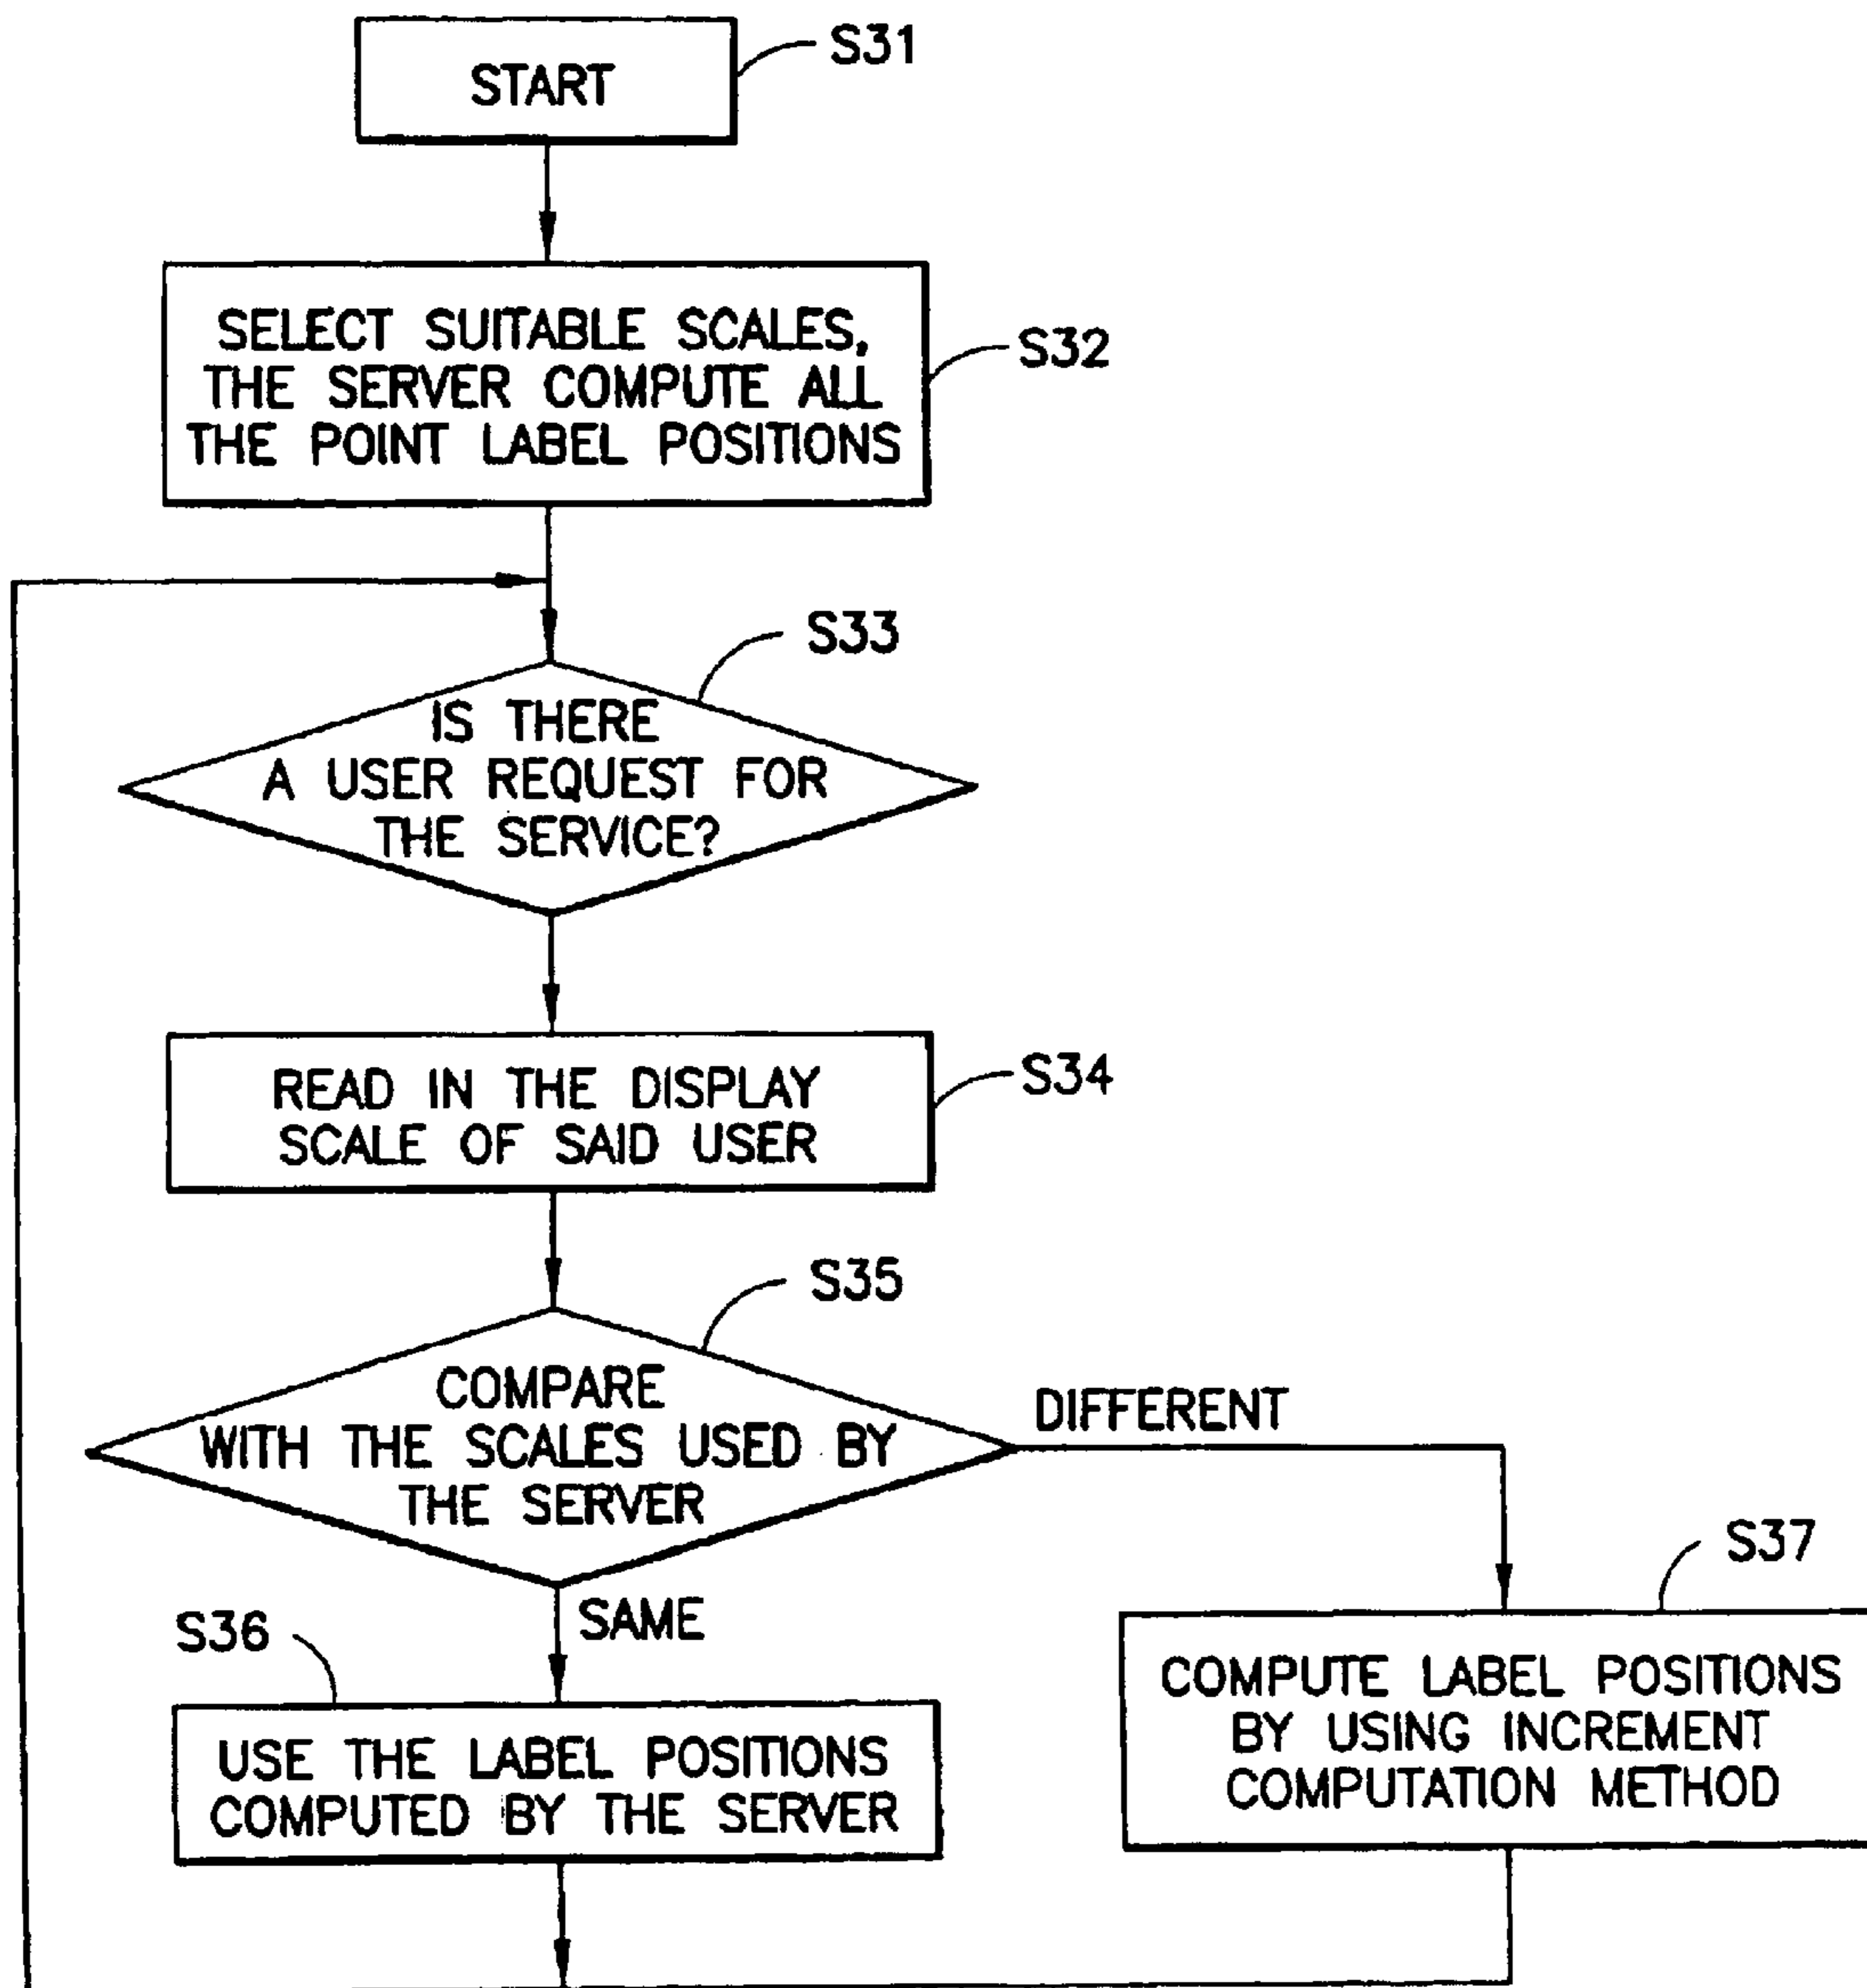 START
S31
SELECT SUITABLE SCALES,
THE SERVER COMPUTE ALL
THE POINT LABEL POSITIONS
S32
S33
IS THERE
A USER REQUEST FOR
THE SERVICE?
READ IN THE DISPLAY
SCALE OF SAID USER
S34
S35
COMPARE
WITH THE SCALES USED BY
THE SERVER
DIFFERENT
SAME
S36
USE THE LABEL POSITIONS
COMPUTED BY THE SERVER
S37
COMPUTE LABEL POSITIONS
BY USING INCREMENT
COMPUTATION METHOD